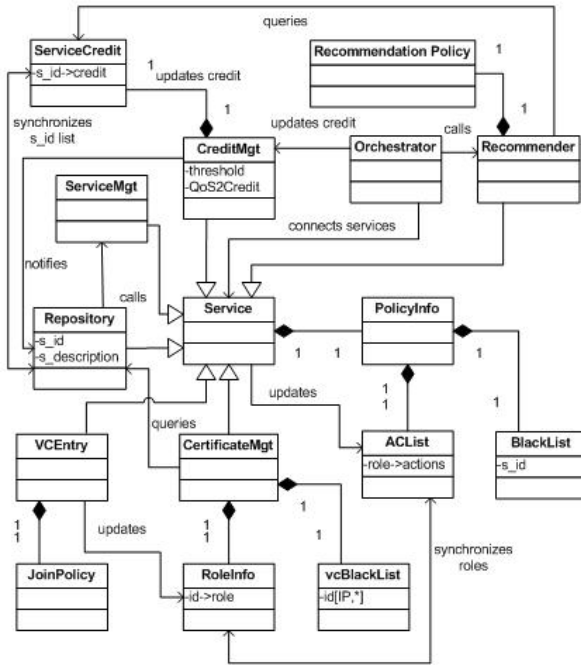 queries
ServiceCredit
-s_id->credit
Recommendation Policy
1
updates credit
1
1
1
synchronizes
s_id list
updates credit
calls
CreditMgt
-threshold
-QoS2Credit
Orchestrator
Recommender
ServiceMgt
connects services
notifies
calls
Repository
-s_id
-s_description
Service
PolicyInfo
1
1
1
1
1
updates
1
queries
VCEntry
CertificateMgt
ACList
-role->actions
BlackList
-s_id
1
1
updates
1
1
1
1
synchronizes
roles
JoinPolicy
RoleInfo
-id->role
vcBlackList
-id[IP,*]